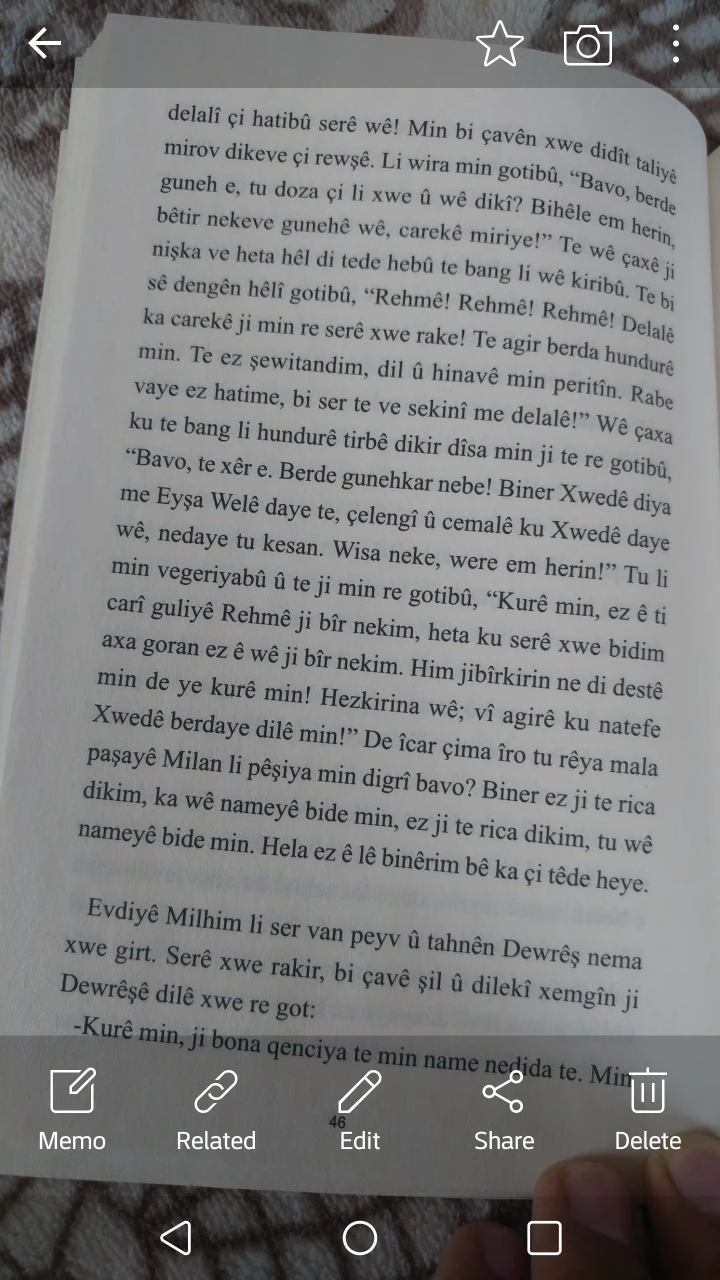 delalî çi hatibû serê wê! Min bi çavên xwe didît taliyê
mirov dikeve çi rewşê. Li wira min gotibû, “Bavo, berde
guneh e, tu doza çi li xwe û wê dikî? Bihêle em herin,
bêtir nekeve gunehê wê, carekê miriye!” Te wê çaxê ji
nişka ve heta hêl di tede hebû te bang li wê kiribû. Te bi
sê dengên hêlî gotibû, “Rehmê! Rehmê! Rehmê! Delalê
ka carekê ji min re serê xwe rake! Te agir berda hundurê
min. Te ez şewitandim, dil û hinavê min peritîn. Rabe
vaye ez hatime, bi ser te ve sekinî me delalê!” Wê çaxa
ku te bang li hundurê tirbê dikir dîsa min ji te re gotibû,
“Bavo, te xêr e. Berde gunehkar nebe! Biner Xwedê diya
me Eyşa Welê daye te, çelengî û cemalê ku Xwedê daye
wê, nedaye tu kesan. Wisa neke, were em herin!” Tu li
min vegeriyabû û te ji min re gotibû, “Kurê min, ez ê ti
carî guliyê Rehmê ji bîr nekim, heta ku serê xwe bidim
axa goran ez ê wê ji bîr nekim. Him jibîrkirin ne di destê
min de ye kurê min! Hezkirina wê; vî agirê ku natefe
Xwedê berdaye dilê min!” De îcar çima îro tu rêya mala
paşayê Milan li pêşiya min digrî bavo? Biner ez ji te rica
dikim, ka wê nameyê bide min, ez ji te rica dikim, tu wê
nameyê bide min. Hela ez ê lê binêrim bê ka çi têde heye.
Evdiyê Milhim li ser van peyv û tahnên Dewrêş nema
xwe girt. Serê xwe rakir, bi çavê şil û dilekî xemgîn ji
Dewrêşê dilê xwe re got:
-Kurê min, ji bona qenciya te min name nedida te. Min
46
Memo
Related
Edit
Share
Delete